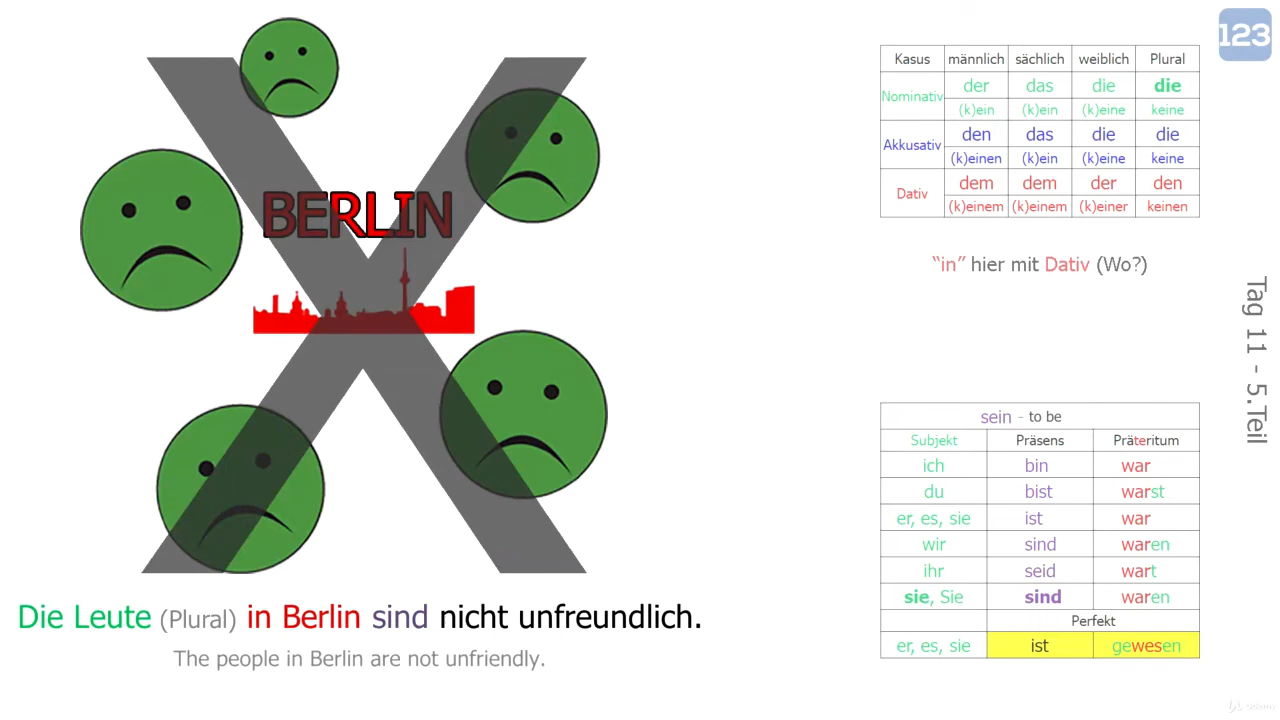 123
BERLIN
Die Leute (Plural) in Berlin sind nicht unfreundlich.
The people in Berlin are not unfriendly.
Kasus männlich sächlich weiblich Plural
Nominativ der das die die
(k)ein (k)ein (k)eine keine
Akkusativ den das die die
(k)einen (k)ein (k)eine keine
Dativ dem dem der den
(k)einem (k)einem (k)einer keinen
“in” hier mit Dativ (Wo?)
Tag 11 - 5.Teil
sein - to be
Subjekt Präsens Präteritum
ich bin war
du bist warst
er, es, sie ist war
wir sind waren
ihr seid wart
sie, Sie sind waren
Perfekt
er, es, sie ist gewesen